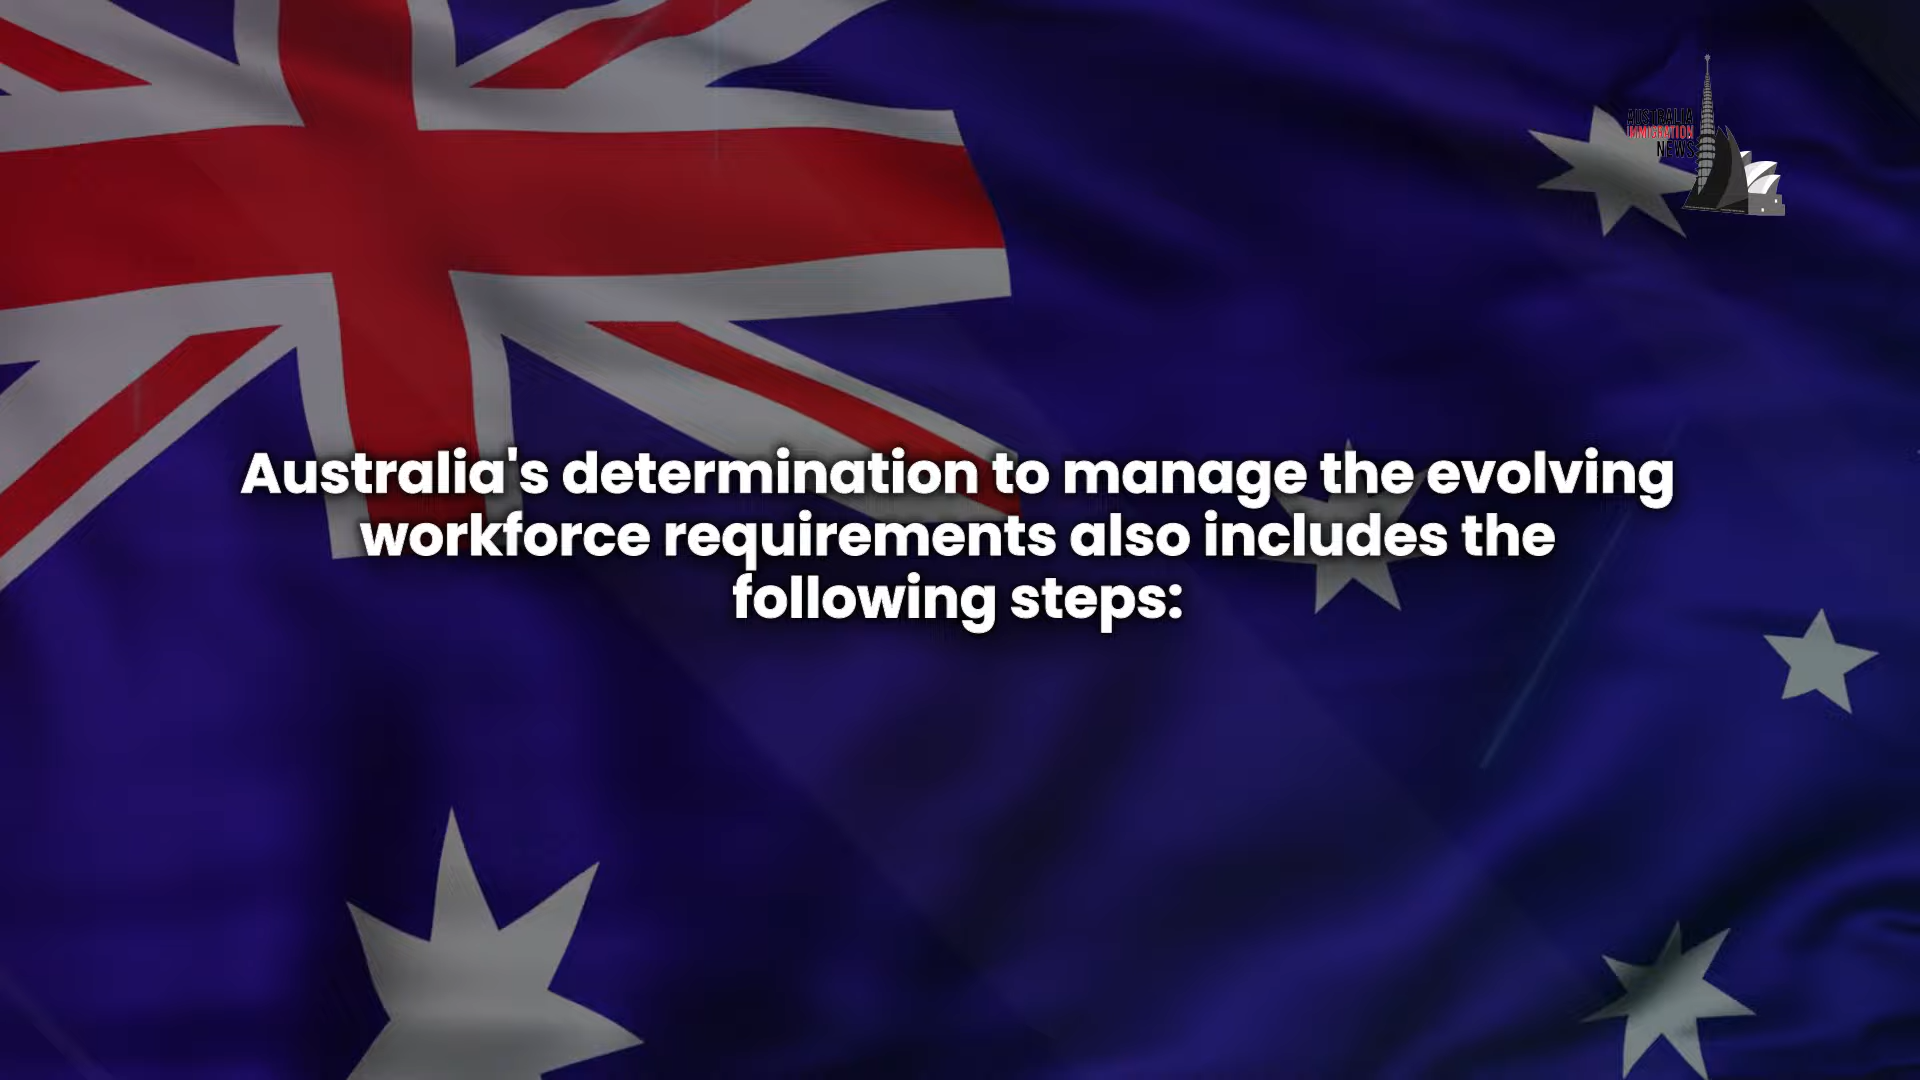 AUSTRALIA
IMMIGRATION
NEWS
Australia's determination to manage the evolving
workforce requirements also includes the
following steps: